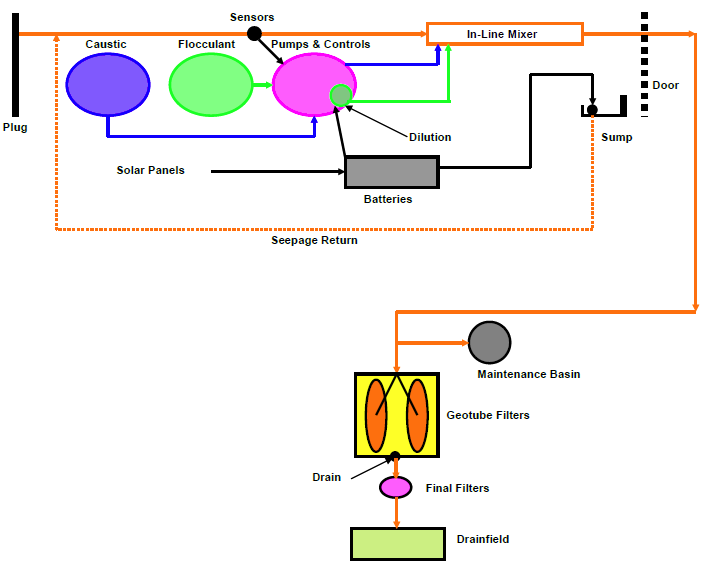 Sensors
Caustic
Flocculant
Pumps & Controls
In-Line Mixer
Door
Plug
Dilution
Sump
Solar Panels
Batteries
Seepage Return
Maintenance Basin
Geotube Filters
Drain
Final Filters
Drainfield